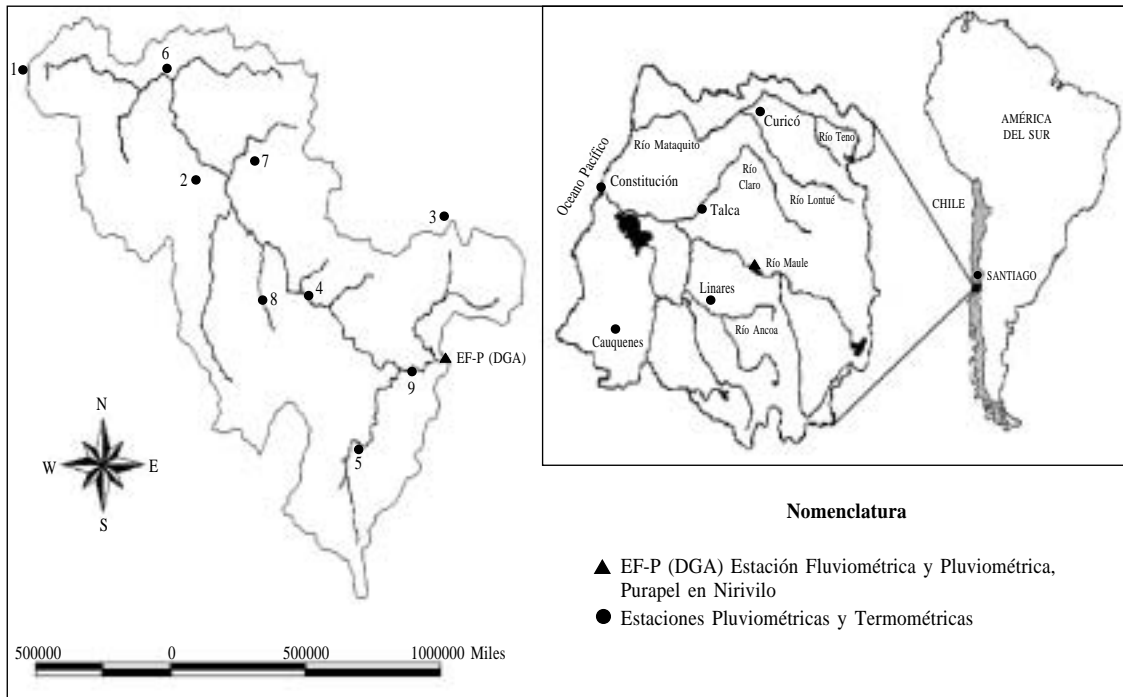 1
6
7
2
3
4
8
EF-P (DGA)
9
5
N
W
E
S
500000 0 500000 1000000 Miles
Oceano Pacífico
Río Mataquito
Curicó
Río Teno
Constitución
Río
Claro
Río Lontué
Talca
Río Maule
Linares
Río Ancoa
Cauquenes
AMÉRICA
DEL SUR
CHILE
SANTIAGO
Nomenclatura
EF-P (DGA) Estación Fluviométrica y Pluviométrica,
Purapel en Nirivilo
Estaciones Pluviométricas y Termométricas